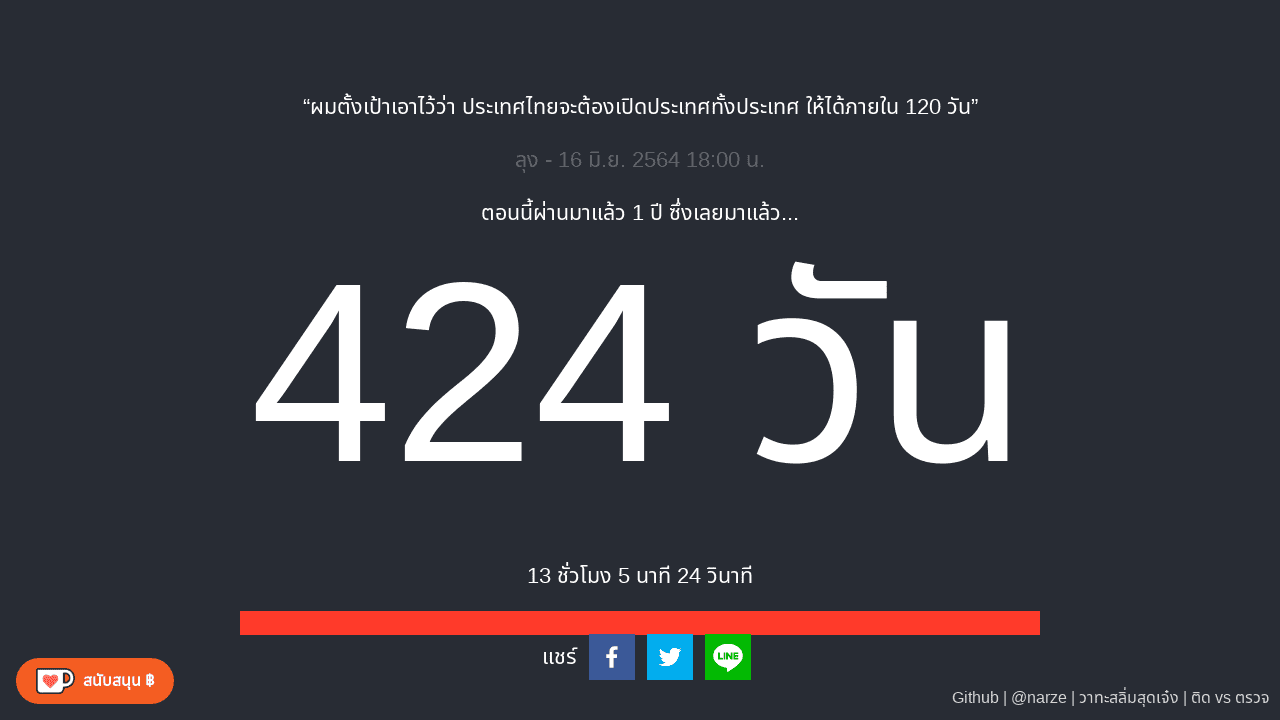 “ผมตั้งเป้าเอาไว้ว่า ประเทศไทยจะต้องเปิดประเทศทั้งประเทศ ให้ได้ภายใน 120 วัน”
ลุง - 16 มิ.ย. 2564 18:00 น.
ตอนนี้ผ่านมาแล้ว 1 ปี ซึ่งเลยมาแล้ว...
424 วัน
13 ชั่วโมง 5 นาที 24 วินาที
แชร์ LINE
สนับสนุน ฿
Github | @narze | วาทะสลิ่มสุดเจ๋ง | ติด vs ตรวจ